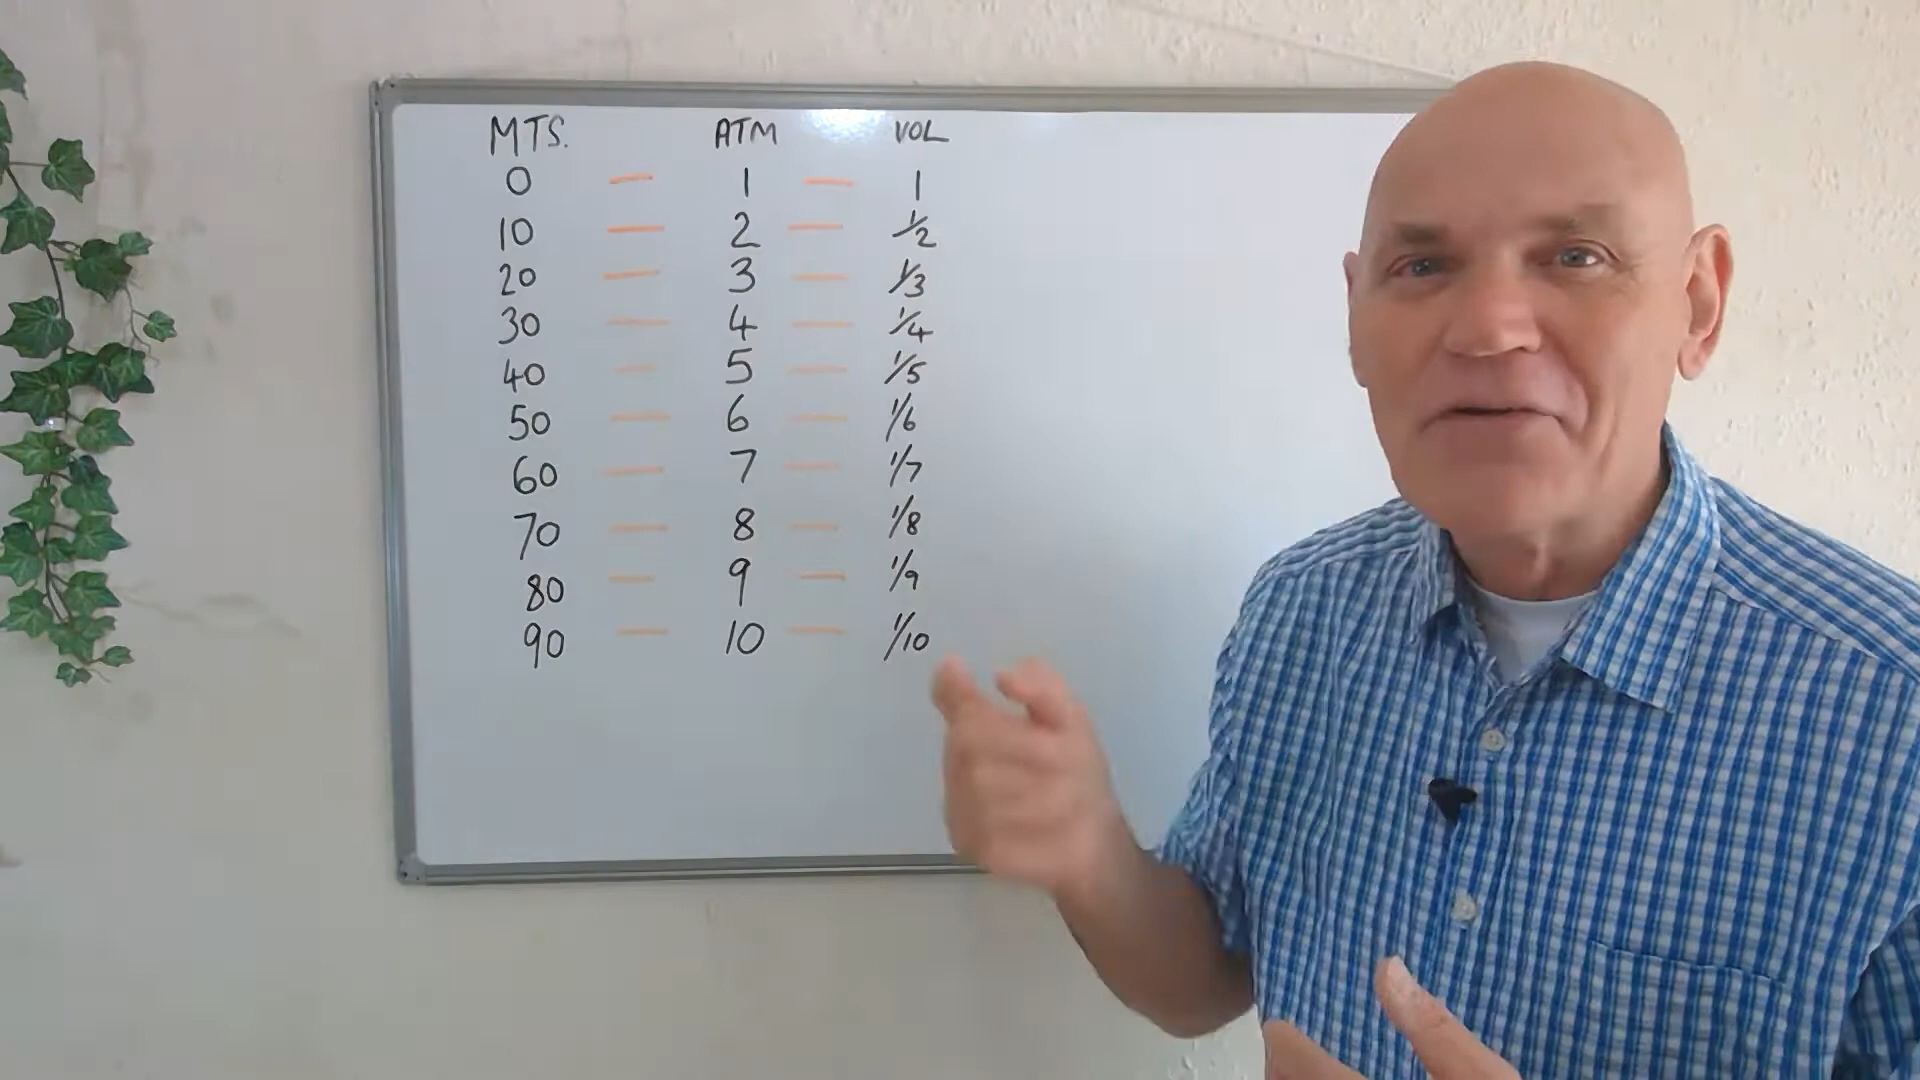 MTS. ATM VOL
0 — 1 — 1
10 — 2 — 1/2
20 — 3 — 1/3
30 — 4 — 1/4
40 — 5 — 1/5
50 — 6 — 1/6
60 — 7 — 1/7
70 — 8 — 1/8
80 — 9 — 1/9
90 — 10 — 1/10